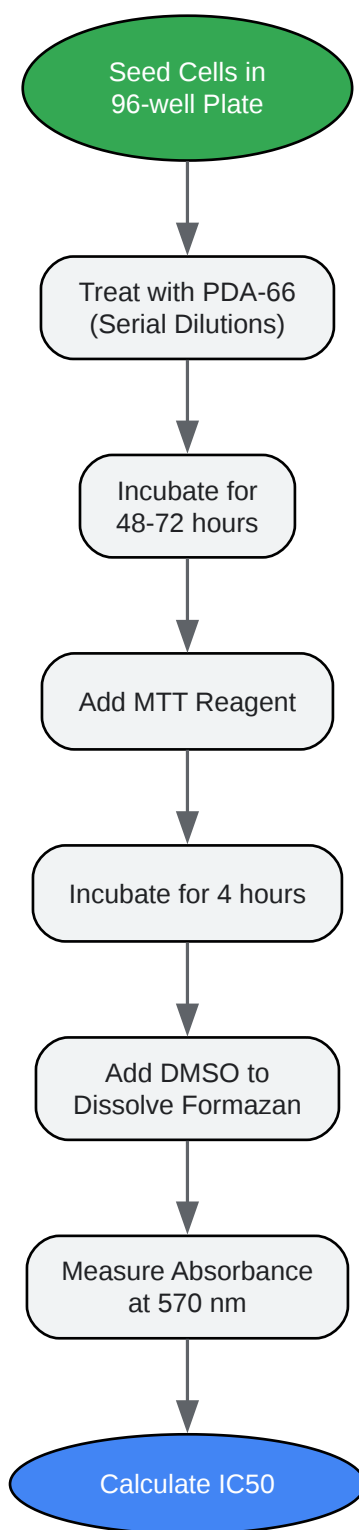 Seed Cells in
96-well Plate
Treat with PDA-66
(Serial Dilutions)
Incubate for
48-72 hours
Add MTT Reagent
Incubate for 4 hours
Add DMSO to
Dissolve Formazan
Measure Absorbance
at 570 nm
Calculate IC50